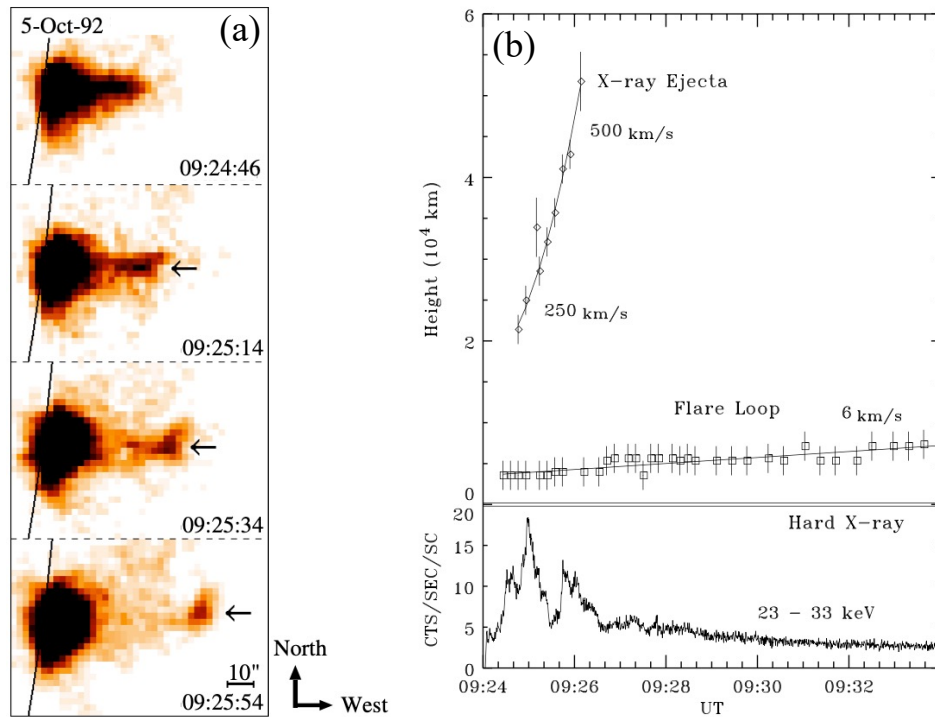 5-Oct-92
(a)
09:24:46
←
09:25:14
←
09:25:34
←
10"
09:25:54
North
West
(b)
6
4
2
0
Height (10⁴ km)
X-ray Ejecta
500 km/s
250 km/s
Flare Loop
6 km/s
20
15
10
5
0
CTS/SEC/SC
Hard X-ray
23 - 33 keV
09:24 09:26 09:28 09:30 09:32
UT